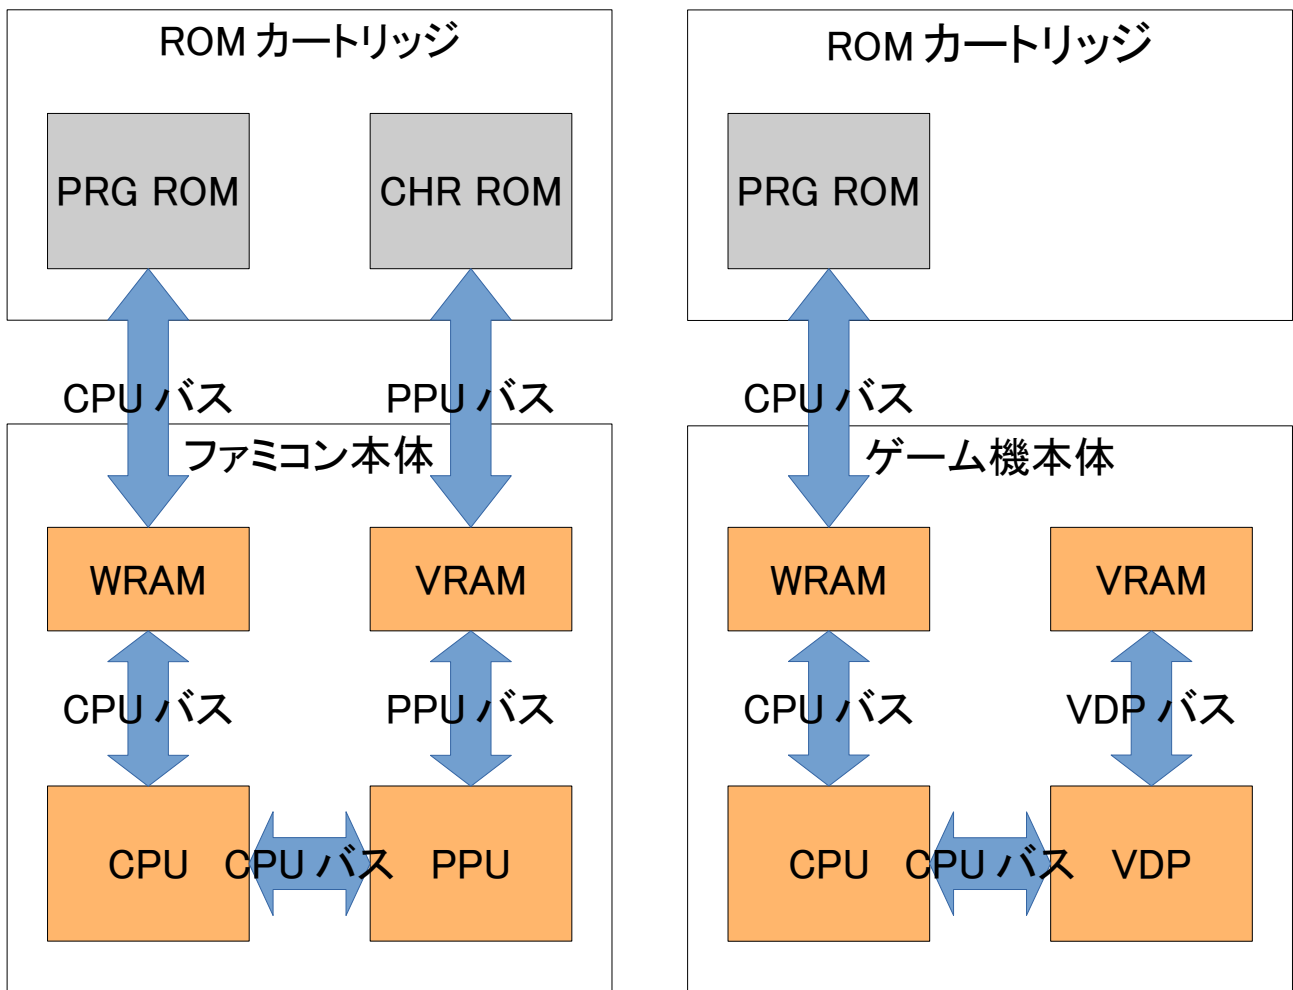 ROM カートリッジ
PRG ROM
CHR ROM
CPU バス
PPU バス
ファミコン本体
WRAM
VRAM
CPU バス
PPU バス
CPU
CPU バス
PPU
ROM カートリッジ
PRG ROM
CPU バス
ゲーム機本体
WRAM
VRAM
CPU バス
VDP バス
CPU
CPU バス
VDP